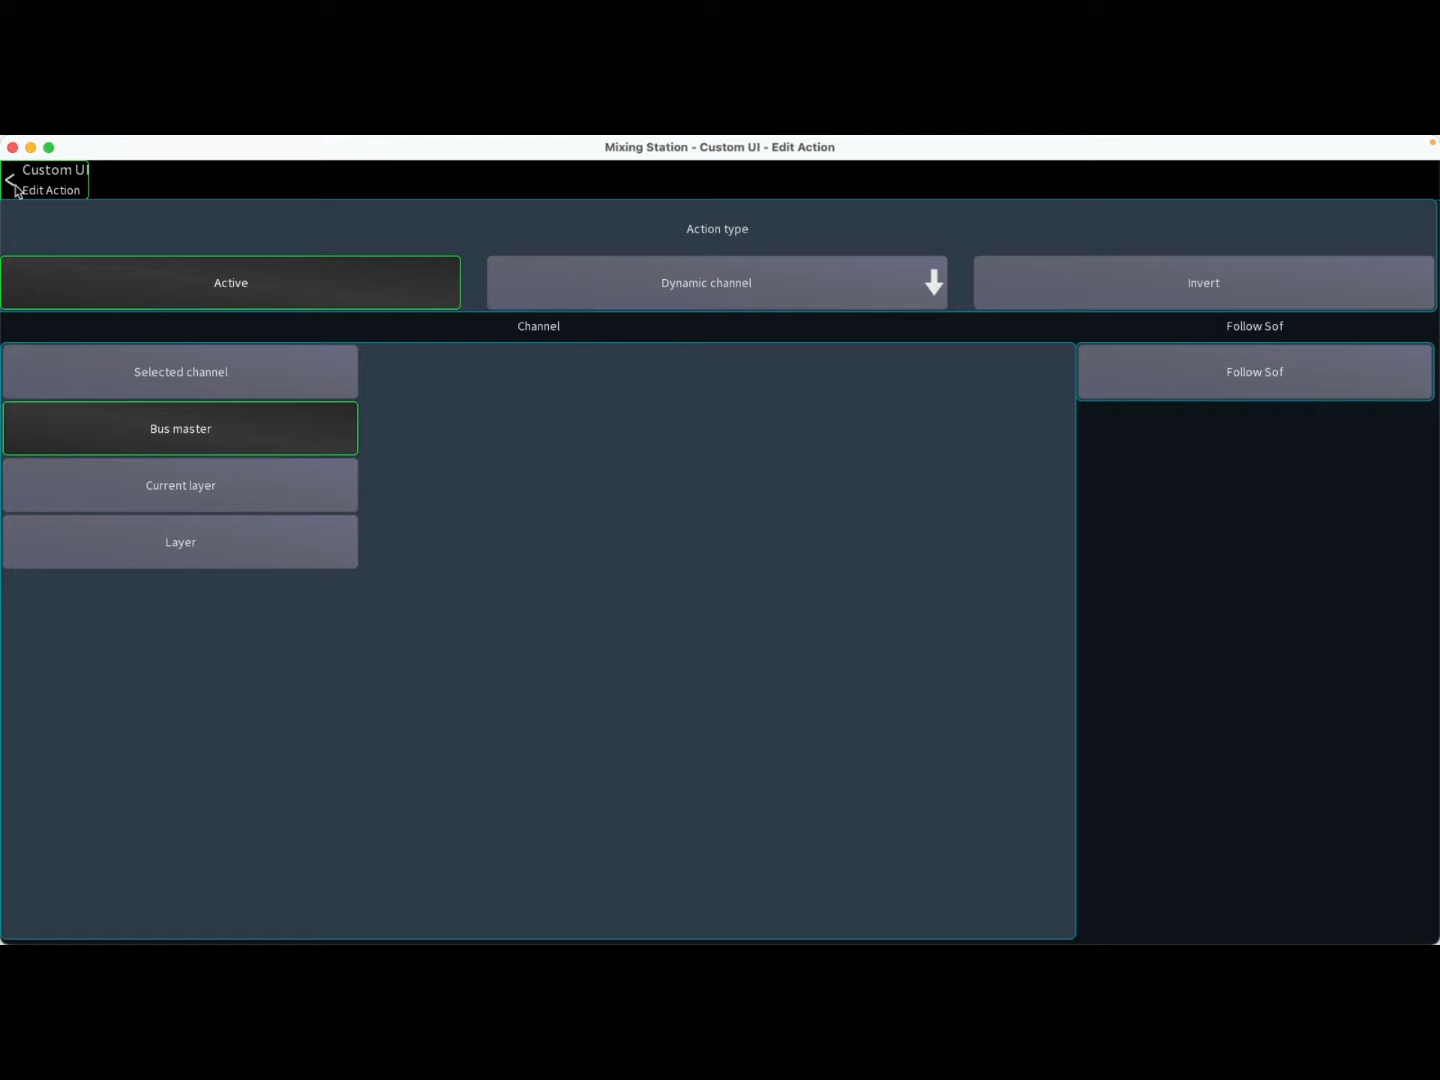 Mixing Station - Custom UI - Edit Action
Custom UI
Edit Action
Action type
Active
Dynamic channel
Invert
Channel
Follow Sof
Selected channel
Follow Sof
Bus master
Current layer
Layer